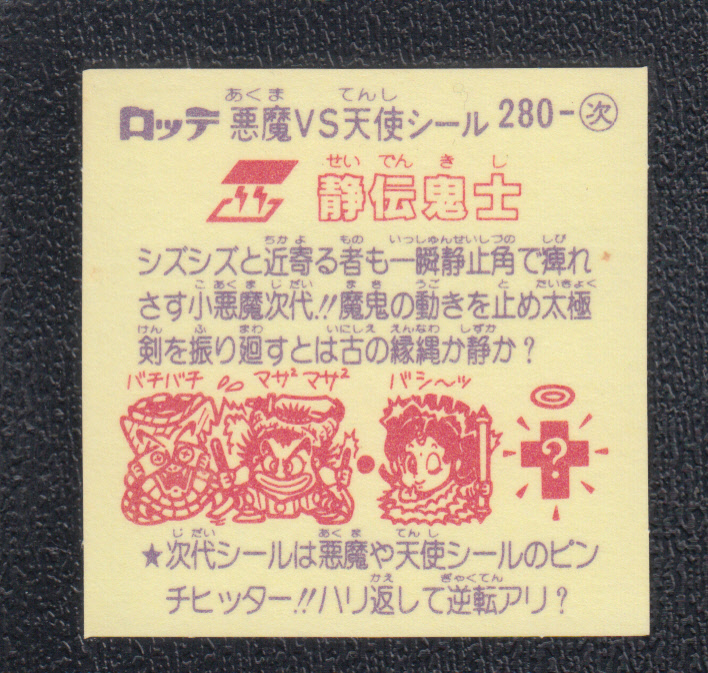 あくま てんし
ロッテ 悪魔VS天使シール 280-次
せいでんきし
静伝鬼士
ちかよ もの いっしゅんせいしづの しび
シズシズと近寄る者も一瞬静止角で痺れ
こあくまじだい まき うご と たいきょく
さす小悪魔次代!!魔鬼の動きを止め太極
けん ふ まわ いにしえ えんなわ しずか
剣を振り廻すとは古の縁縄か静か?
バチバチ マサ²マサ² バシ〜ッ
?
じだい あくま てんし
★次代シールは悪魔や天使シールのピン
かえ ぎゃくてん
チヒッター!!ハリ返して逆転アリ?